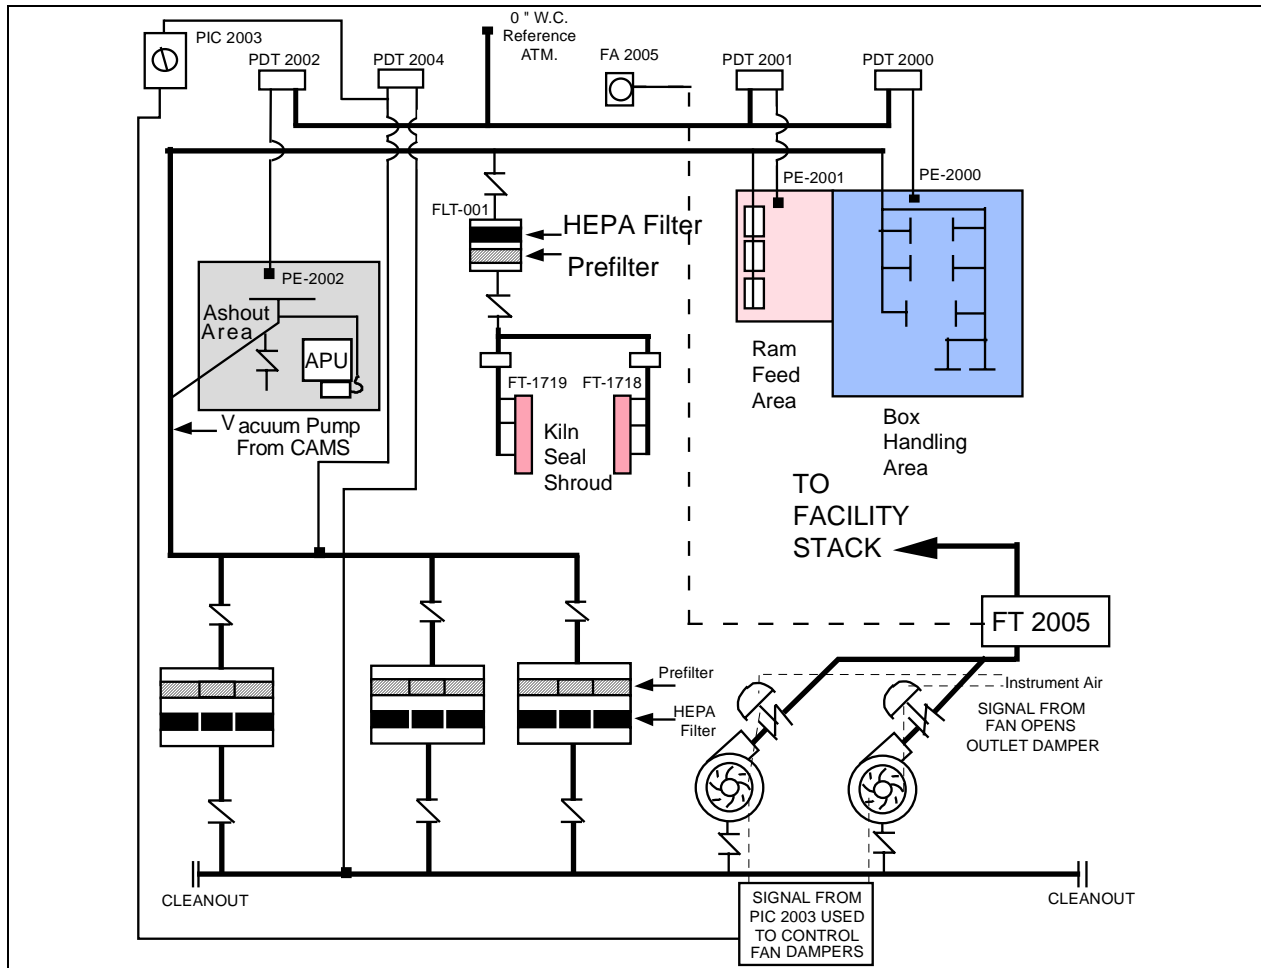 0 " W.C.
Reference
ATM.
PIC 2003
PDT 2002
PDT 2004
FA 2005
PDT 2001
PDT 2000
PE-2001
PE-2000
FLT-001
HEPA Filter
Prefilter
PE-2002
Ashout
Area
APU
Vacuum Pump
From CAMS
FT-1719
FT-1718
Kiln
Seal
Shroud
Ram
Feed
Area
Box
Handling
Area
TO
FACILITY
STACK
FT 2005
Prefilter
HEPA
Filter
Instrument Air
SIGNAL FROM
FAN OPENS
OUTLET DAMPER
CLEANOUT
CLEANOUT
SIGNAL FROM
PIC 2003 USED
TO CONTROL
FAN DAMPERS